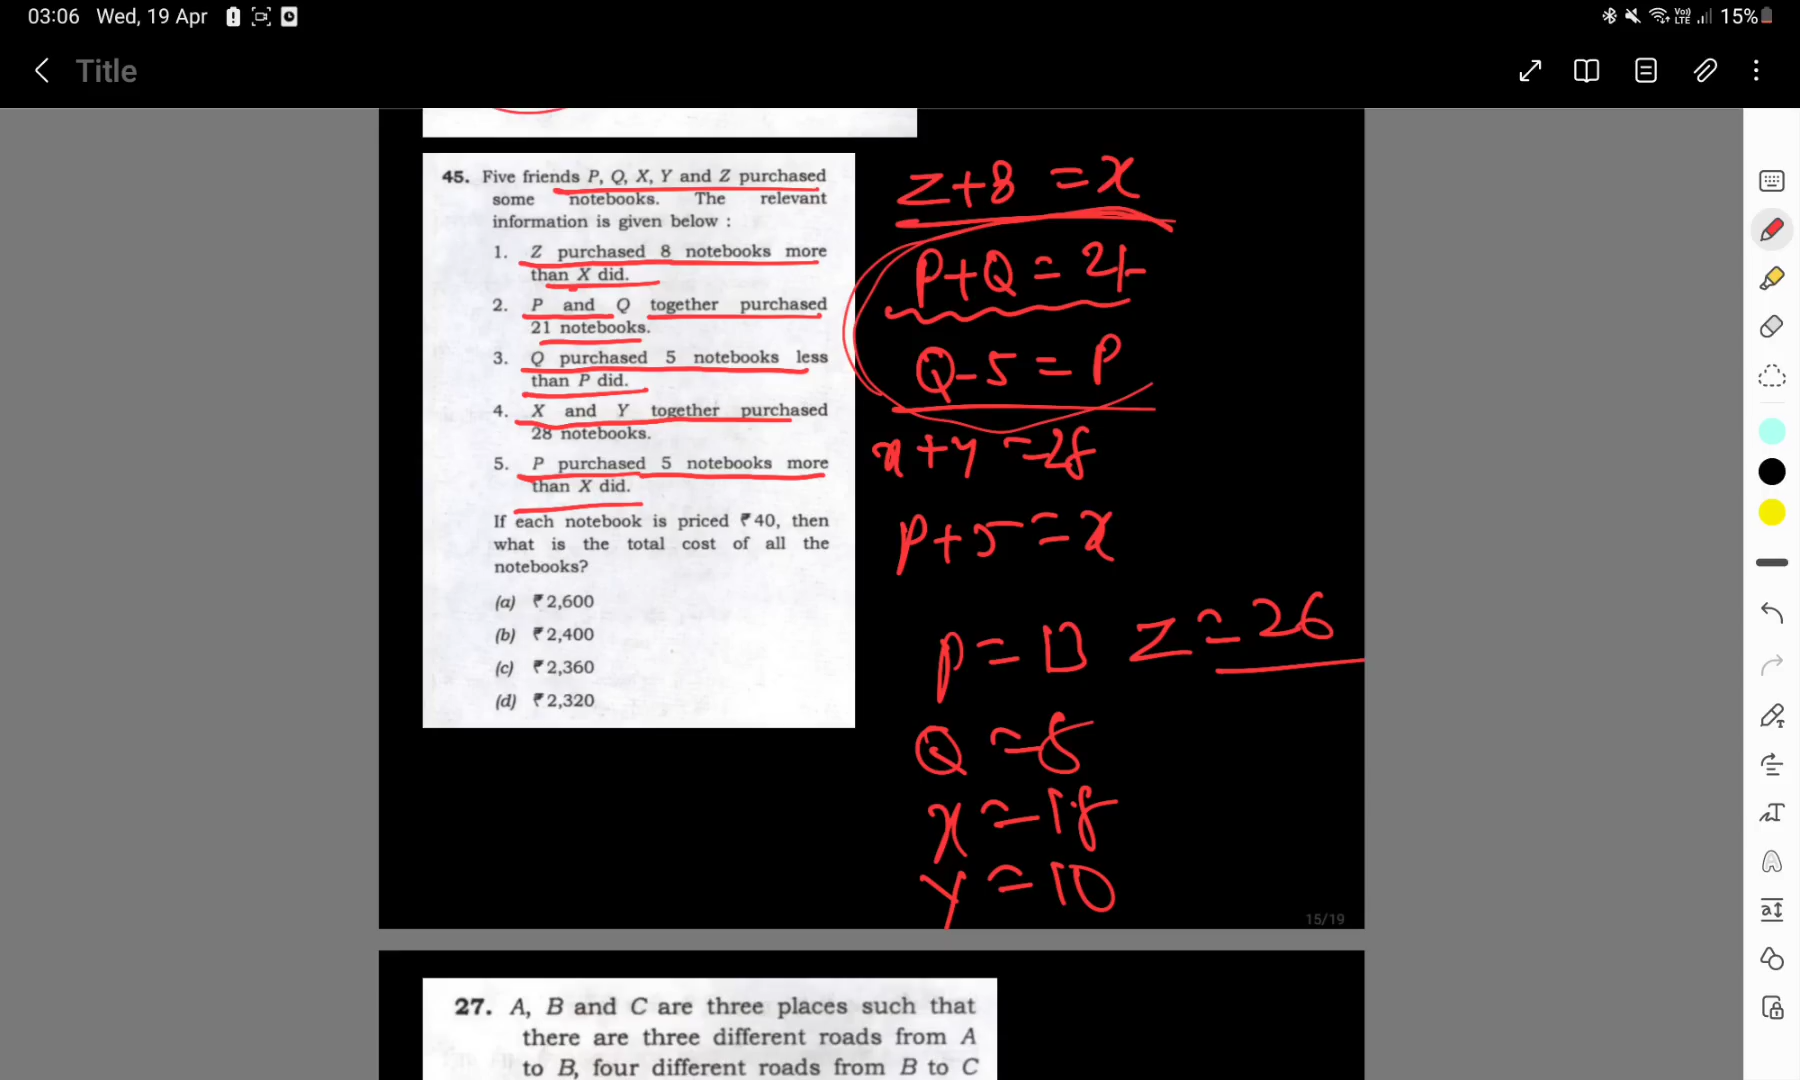 03:06 Wed, 19 Apr
Vo)) LTE 15%
Title
45. Five friends P, Q, X, Y and Z purchased
some notebooks. The relevant
information is given below :
1. Z purchased 8 notebooks more
than X did.
2. P and Q together purchased
21 notebooks.
3. Q purchased 5 notebooks less
than P did.
4. X and Y together purchased
28 notebooks.
5. P purchased 5 notebooks more
than X did.
If each notebook is priced ₹ 40, then
what is the total cost of all the
notebooks?
(a) ₹ 2,600
(b) ₹ 2,400
(c) ₹ 2,360
(d) ₹ 2,320
Z+8 = x
P+Q = 21
Q-5 = P
x+y = 28
P+5 = x
P = 13 Z = 26
Q = 8
x = 18
y = 10
15/19
27. A, B and C are three places such that
there are three different roads from A
to B, four different roads from B to C